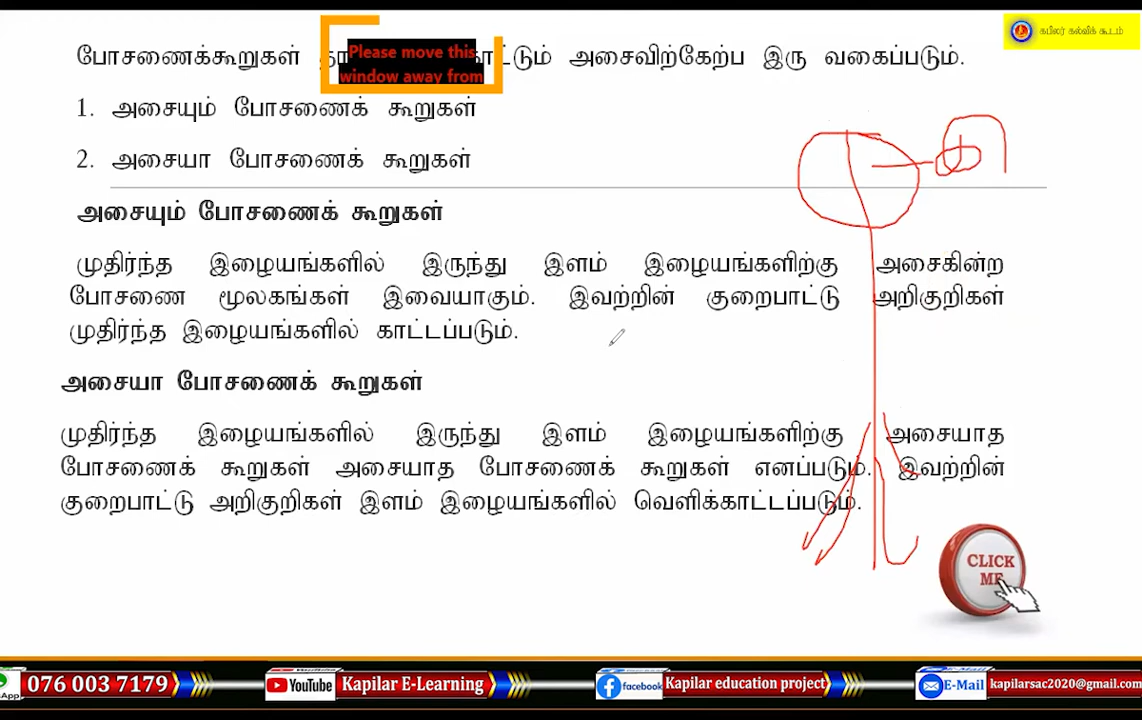 போசணைக்கூறுகள் காட்டும் அசைவிற்கேற்ப இரு வகைப்படும்.
Please move this
window away from
கபிலர் கல்விக் கூடம்
1. அசையும் போசணைக் கூறுகள்
2. அசையா போசணைக் கூறுகள்
அசையும் போசணைக் கூறுகள்
முதிர்ந்த இழையங்களில் இருந்து இளம் இழையங்களிற்கு அசைகின்ற
போசணை மூலகங்கள் இவையாகும். இவற்றின் குறைபாட்டு அறிகுறிகள்
முதிர்ந்த இழையங்களில் காட்டப்படும்.
அசையா போசணைக் கூறுகள்
முதிர்ந்த இழையங்களில் இருந்து இளம் இழையங்களிற்கு அசையாத
போசணைக் கூறுகள் அசையாத போசணைக் கூறுகள் எனப்படும். இவற்றின்
குறைபாட்டு அறிகுறிகள் இளம் இழையங்களில் வெளிக்காட்டப்படும்.
CLICK
ME
076 003 7179 YouTube Kapilar E-Learning facebook Kapilar education project E-Mail kapilarsac2020@gmail.com